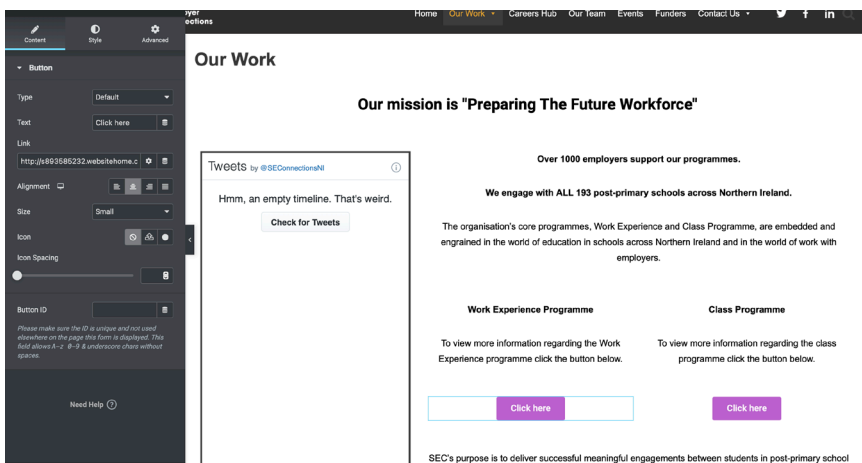 yer
ections
Home Our Work Careers Hub Our Team Events Funders Contact Us
Content Style Advanced
Button
Type Default
Text Click here
Link
http://s893585232.websitehome.c
Alignment
Size Small
Icon
Icon Spacing
Button ID
Please make sure the ID is unique and not used
elsewhere on the page this form is displayed. This
field allows A-z 0-9 & underscore chars without
spaces.
Need Help
Our Work
Our mission is "Preparing The Future Workforce"
Tweets by @SEConnectionsNI
Hmm, an empty timeline. That's weird.
Check for Tweets
Over 1000 employers support our programmes.
We engage with ALL 193 post-primary schools across Northern Ireland.
The organisation's core programmes, Work Experience and Class Programme, are embedded and
engrained in the world of education in schools across Northern Ireland and in the world of work with
employers.
Work Experience Programme
To view more information regarding the Work
Experience programme click the button below.
Click here
Class Programme
To view more information regarding the class
programme click the button below.
Click here
SEC's purpose is to deliver successful meaningful engagements between students in post-primary school